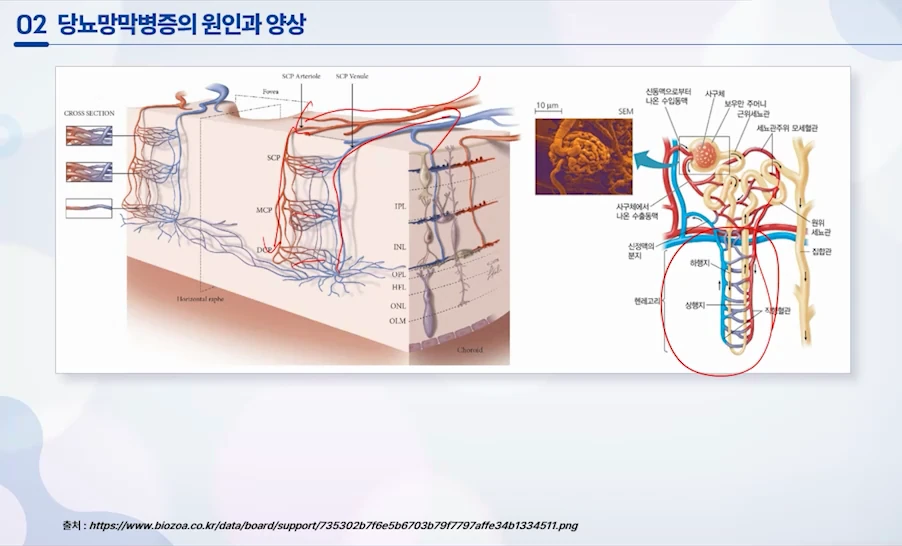 02 당뇨망막병증의 원인과 양상
SCP Arteriole
SCP Venule
Fovea
CROSS SECTION
SCP
MCP
DCP
IPL
INL
OPL
HFL
ONL
OLM
Horizontal raphe
Choroid
10 μm
SEM
신동맥으로부터
나온 수입동맥
사구체
보우만 주머니
근위세뇨관
세뇨관주위 모세혈관
사구체에서
나온 수출동맥
신정맥의
분지
원위
세뇨관
집합관
하행지
헨레고리
상행지
직행혈관
출처 : https://www.biozoa.co.kr/data/board/support/735302b7f6e5b6703b79f7797affe34b1334511.png